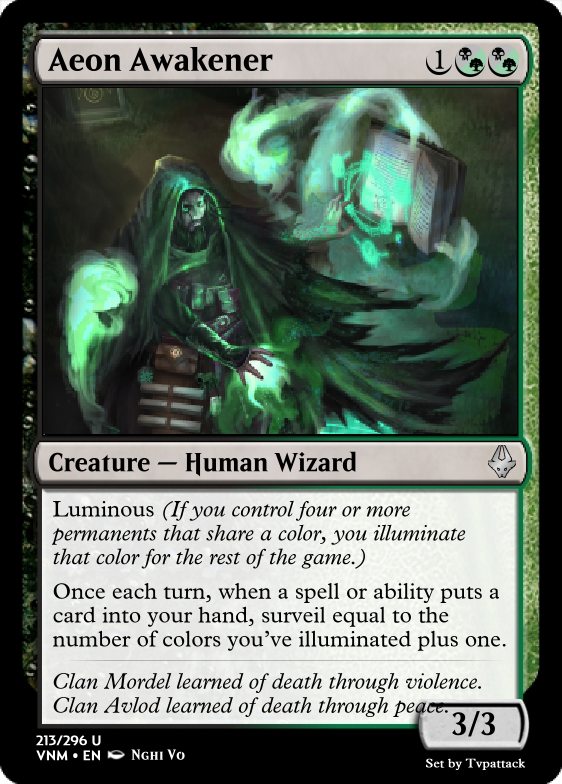 Aeon Awakener 1
Creature — Human Wizard
Luminous (If you control four or more
permanents that share a color, you illuminate
that color for the rest of the game.)
Once each turn, when a spell or ability puts a
card into your hand, surveil equal to the
number of colors you've illuminated plus one.
Clan Mordel learned of death through violence.
Clan Avlod learned of death through peace.
3/3
213/296 U
VNM • EN Nghi Vo
Set by Tvpattack